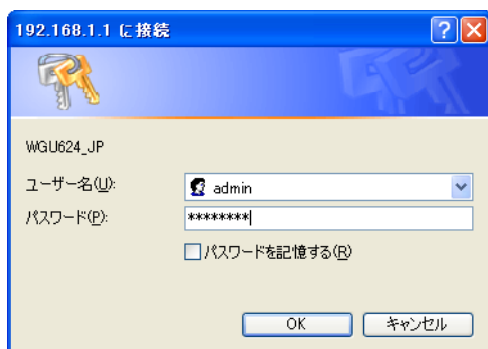 192.168.1.1 に接続
WGU624_JP
ユーザー名(U):
admin
パスワード(P):
********
パスワードを記憶する(R)
OK
キャンセル